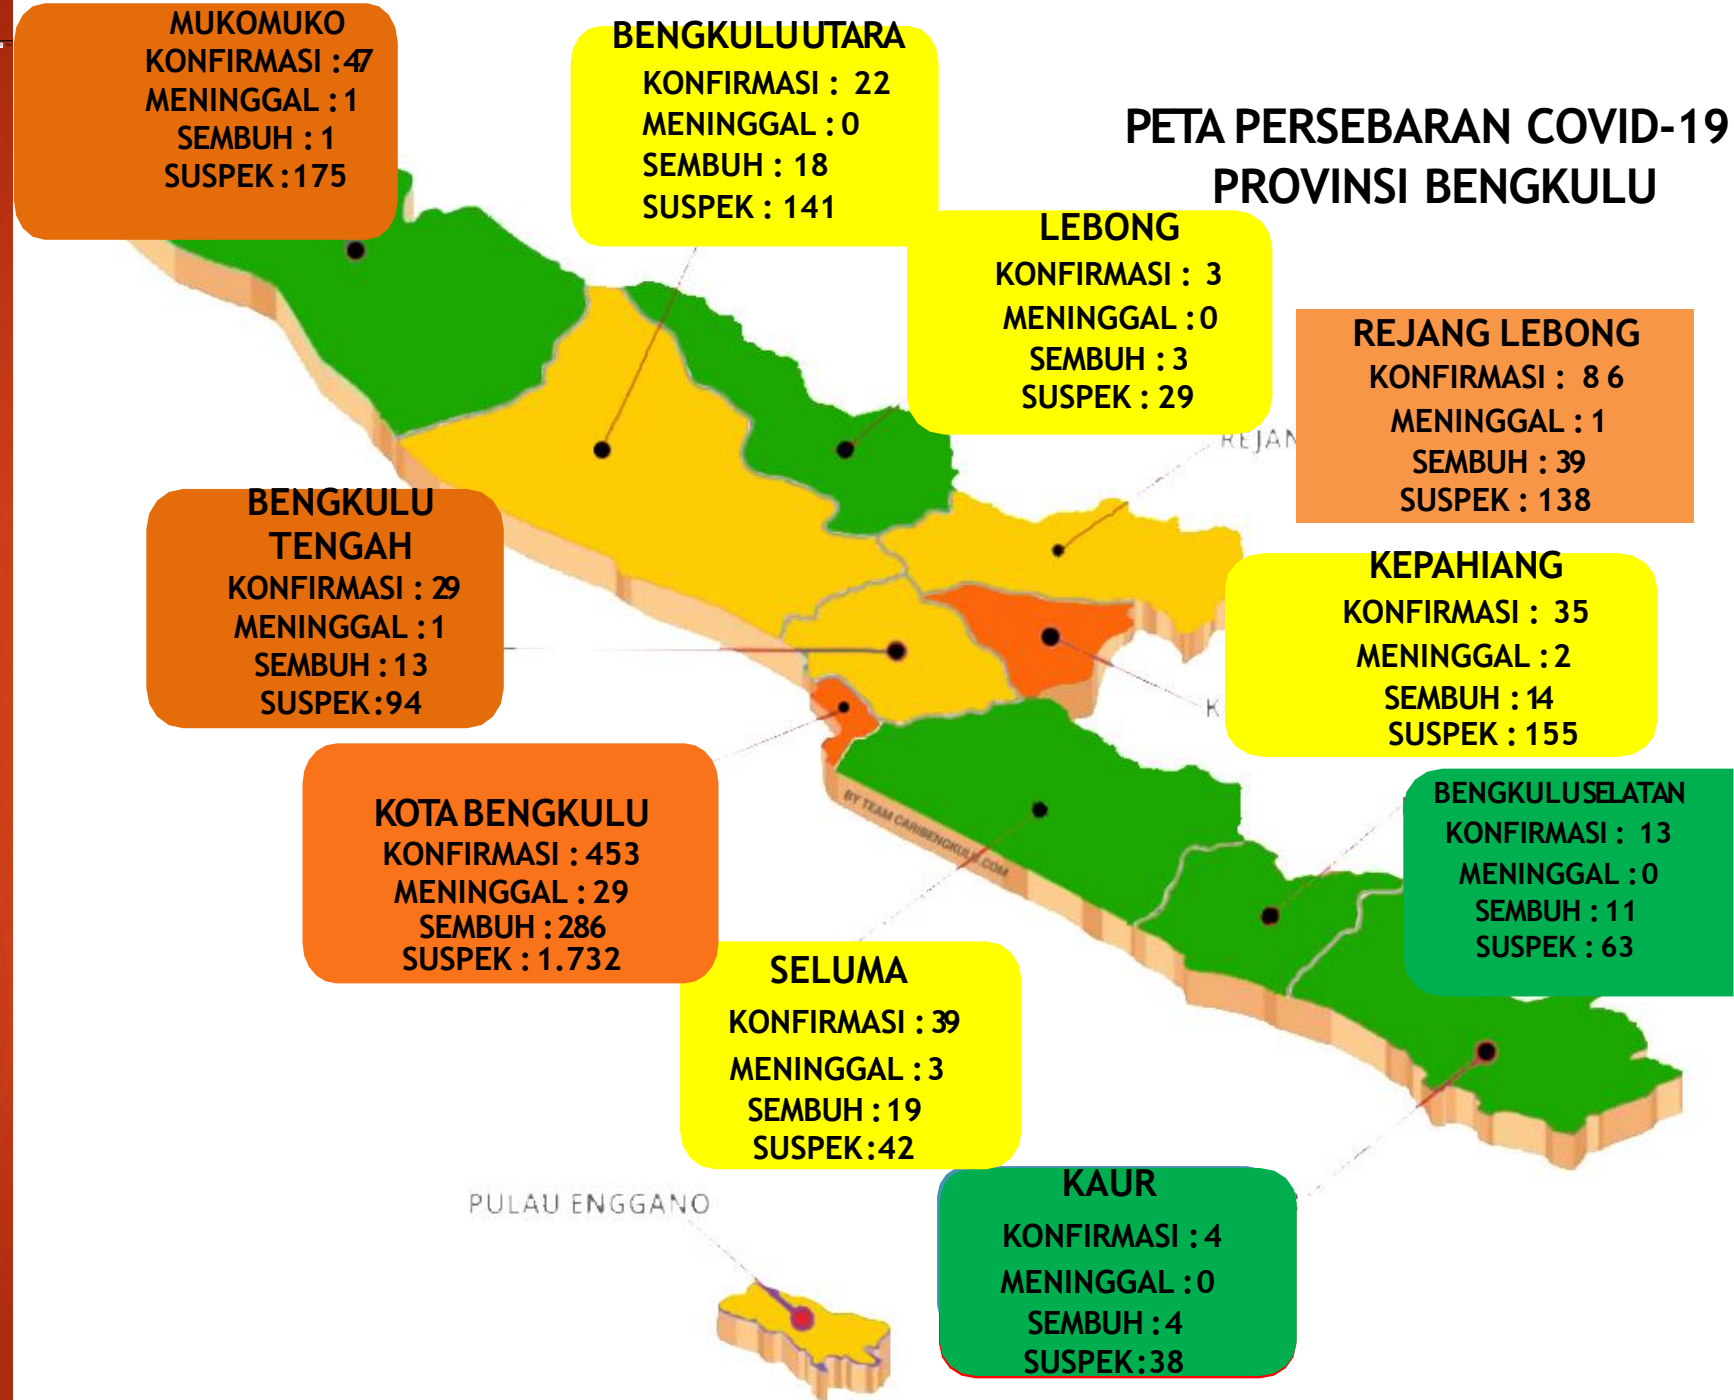 PETA PERSEBARAN COVID-19
PROVINSI BENGKULU
MUKOMUKO
KONFIRMASI : 47
MENINGGAL : 1
SEMBUH : 1
SUSPEK : 175
BENGKULU UTARA
KONFIRMASI : 22
MENINGGAL : 0
SEMBUH : 18
SUSPEK : 141
LEBONG
KONFIRMASI : 3
MENINGGAL : 0
SEMBUH : 3
SUSPEK : 29
REJANG LEBONG
KONFIRMASI : 8 6
MENINGGAL : 1
SEMBUH : 39
SUSPEK : 138
REJAN
BENGKULU
TENGAH
KONFIRMASI : 29
MENINGGAL : 1
SEMBUH : 13
SUSPEK : 94
KEPAHIANG
KONFIRMASI : 35
MENINGGAL : 2
SEMBUH : 14
SUSPEK : 155
K
KOTA BENGKULU
KONFIRMASI : 453
MENINGGAL : 29
SEMBUH : 286
SUSPEK : 1.732
BY TEAM CARIBENGKULU.COM
BENGKULU SELATAN
KONFIRMASI : 13
MENINGGAL : 0
SEMBUH : 11
SUSPEK : 63
SELUMA
KONFIRMASI : 39
MENINGGAL : 3
SEMBUH : 19
SUSPEK : 42
KAUR
KONFIRMASI : 4
MENINGGAL : 0
SEMBUH : 4
SUSPEK : 38
PULAU ENGGANO